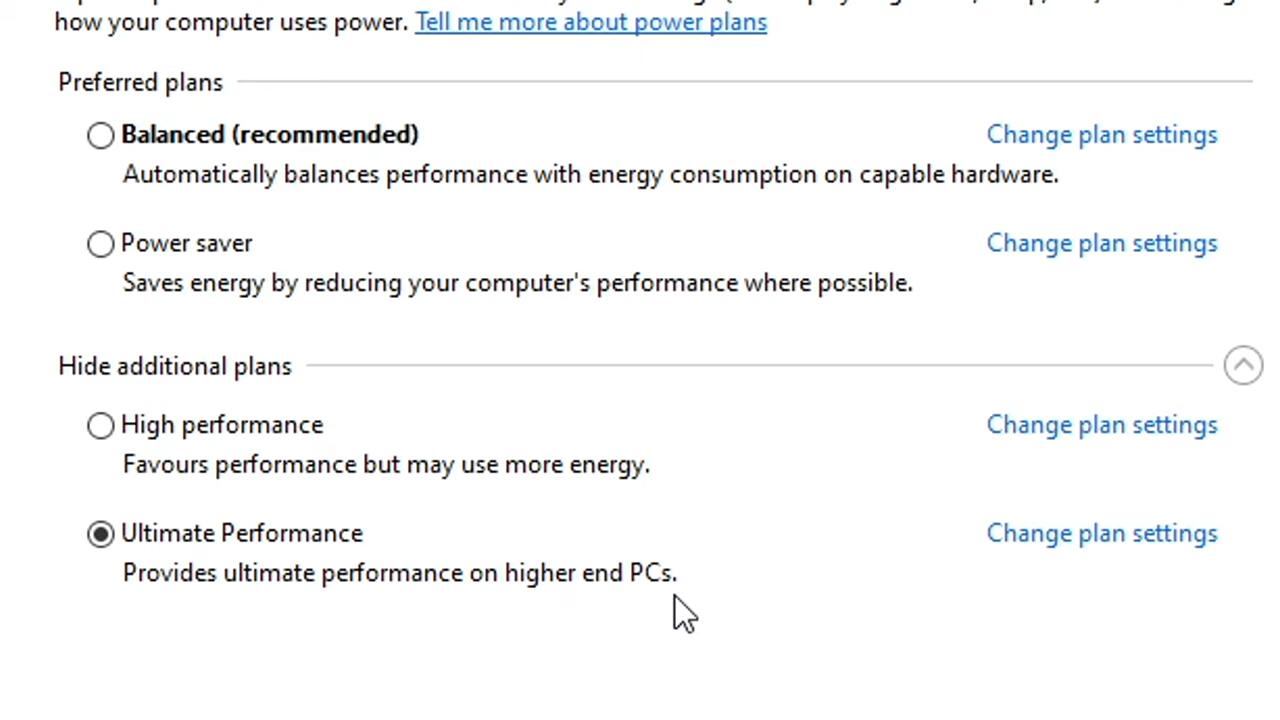 how your computer uses power. Tell me more about power plans
Preferred plans
Balanced (recommended) Change plan settings
Automatically balances performance with energy consumption on capable hardware.
Power saver Change plan settings
Saves energy by reducing your computer's performance where possible.
Hide additional plans
High performance Change plan settings
Favours performance but may use more energy.
Ultimate Performance Change plan settings
Provides ultimate performance on higher end PCs.